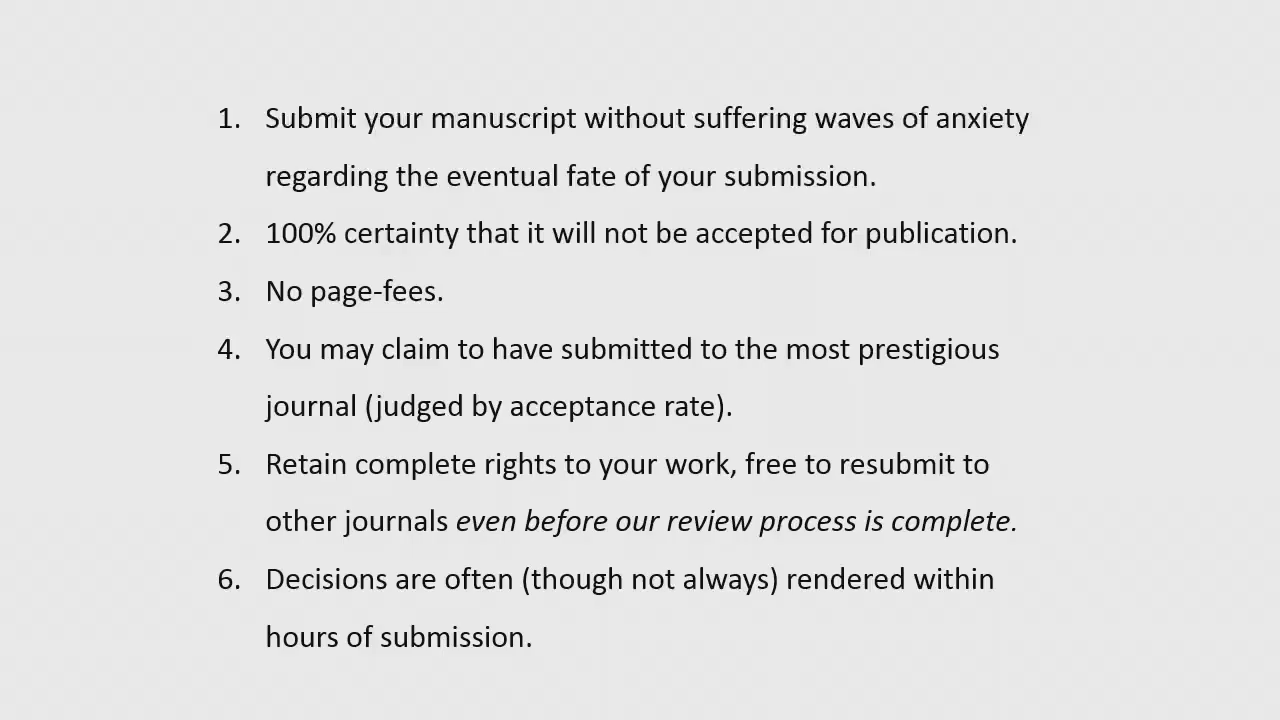 1. Submit your manuscript without suffering waves of anxiety
regarding the eventual fate of your submission.
2. 100% certainty that it will not be accepted for publication.
3. No page-fees.
4. You may claim to have submitted to the most prestigious
journal (judged by acceptance rate).
5. Retain complete rights to your work, free to resubmit to
other journals even before our review process is complete.
6. Decisions are often (though not always) rendered within
hours of submission.